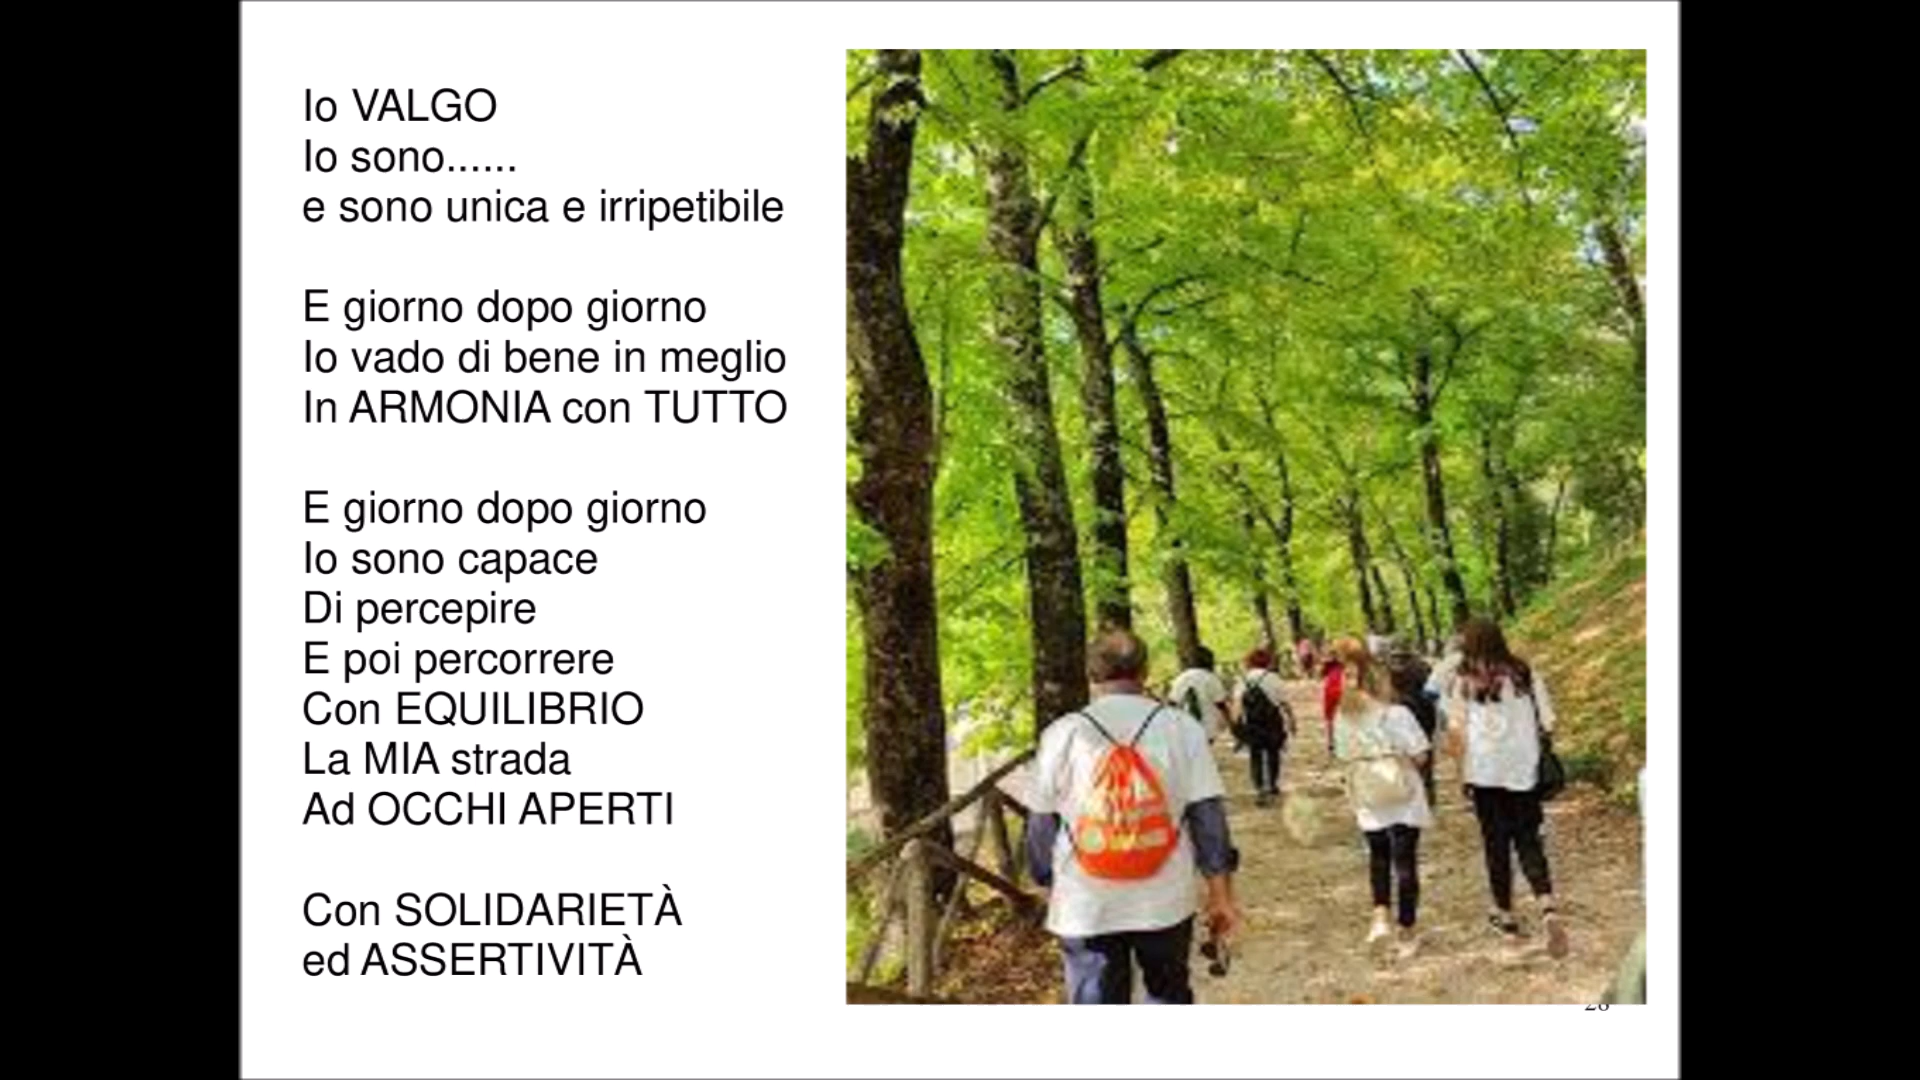 Io VALGO
Io sono......
e sono unica e irripetibile
E giorno dopo giorno
Io vado di bene in meglio
In ARMONIA con TUTTO
E giorno dopo giorno
Io sono capace
Di percepire
E poi percorrere
Con EQUILIBRIO
La MIA strada
Ad OCCHI APERTI
Con SOLIDARIETÀ
ed ASSERTIVITÀ